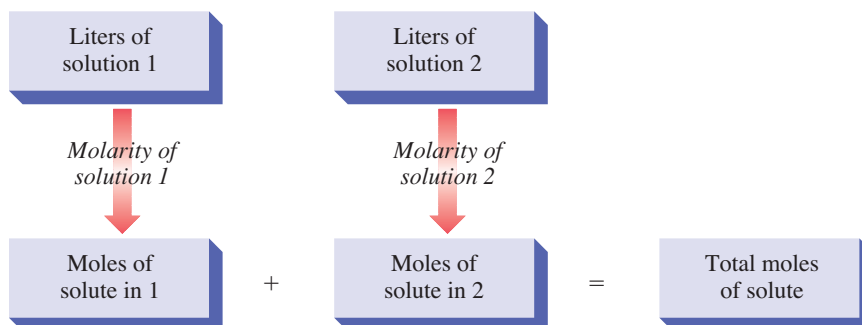 Liters of
solution 1
Liters of
solution 2
Molarity of
solution 1
Molarity of
solution 2
Moles of
solute in 1
+
Moles of
solute in 2
=
Total moles
of solute